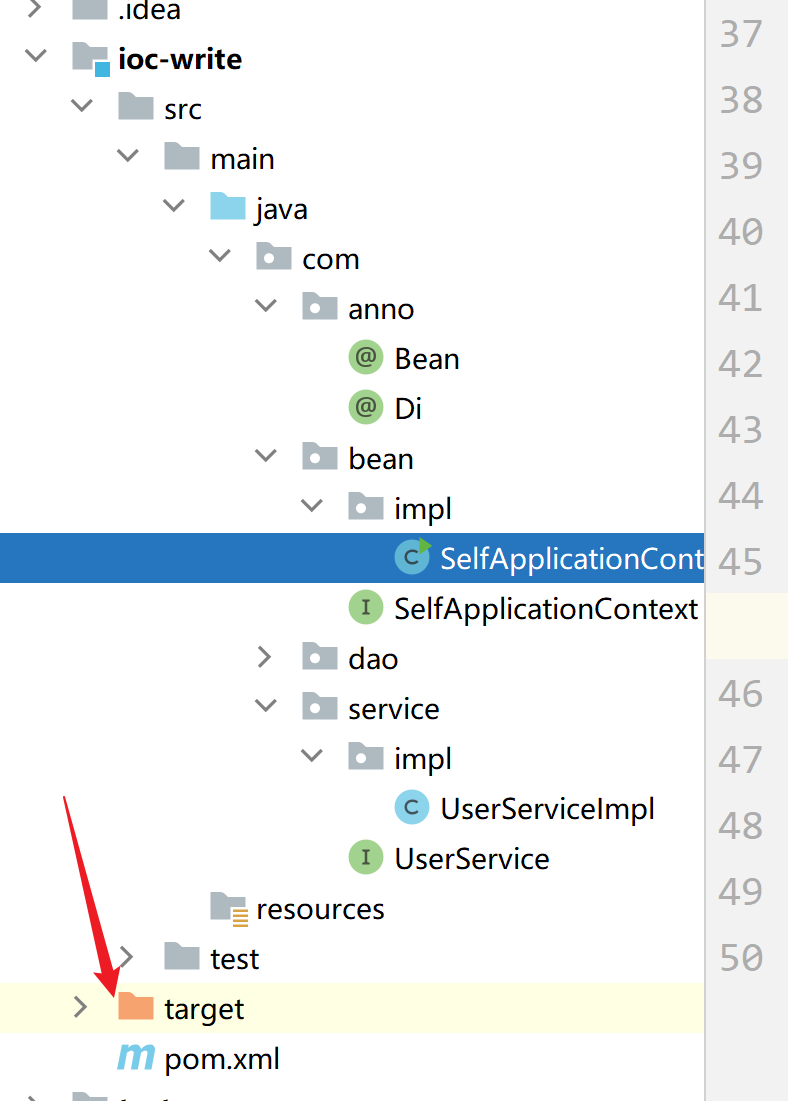 .idea
ioc-write
src
main
java
com
anno
@ Bean
@ Di
bean
impl
C SelfApplicationCont
I SelfApplicationContext
dao
service
impl
C UserServiceImpl
I UserService
resources
test
target
m pom.xml
37
38
39
40
41
42
43
44
45
46
47
48
49
50